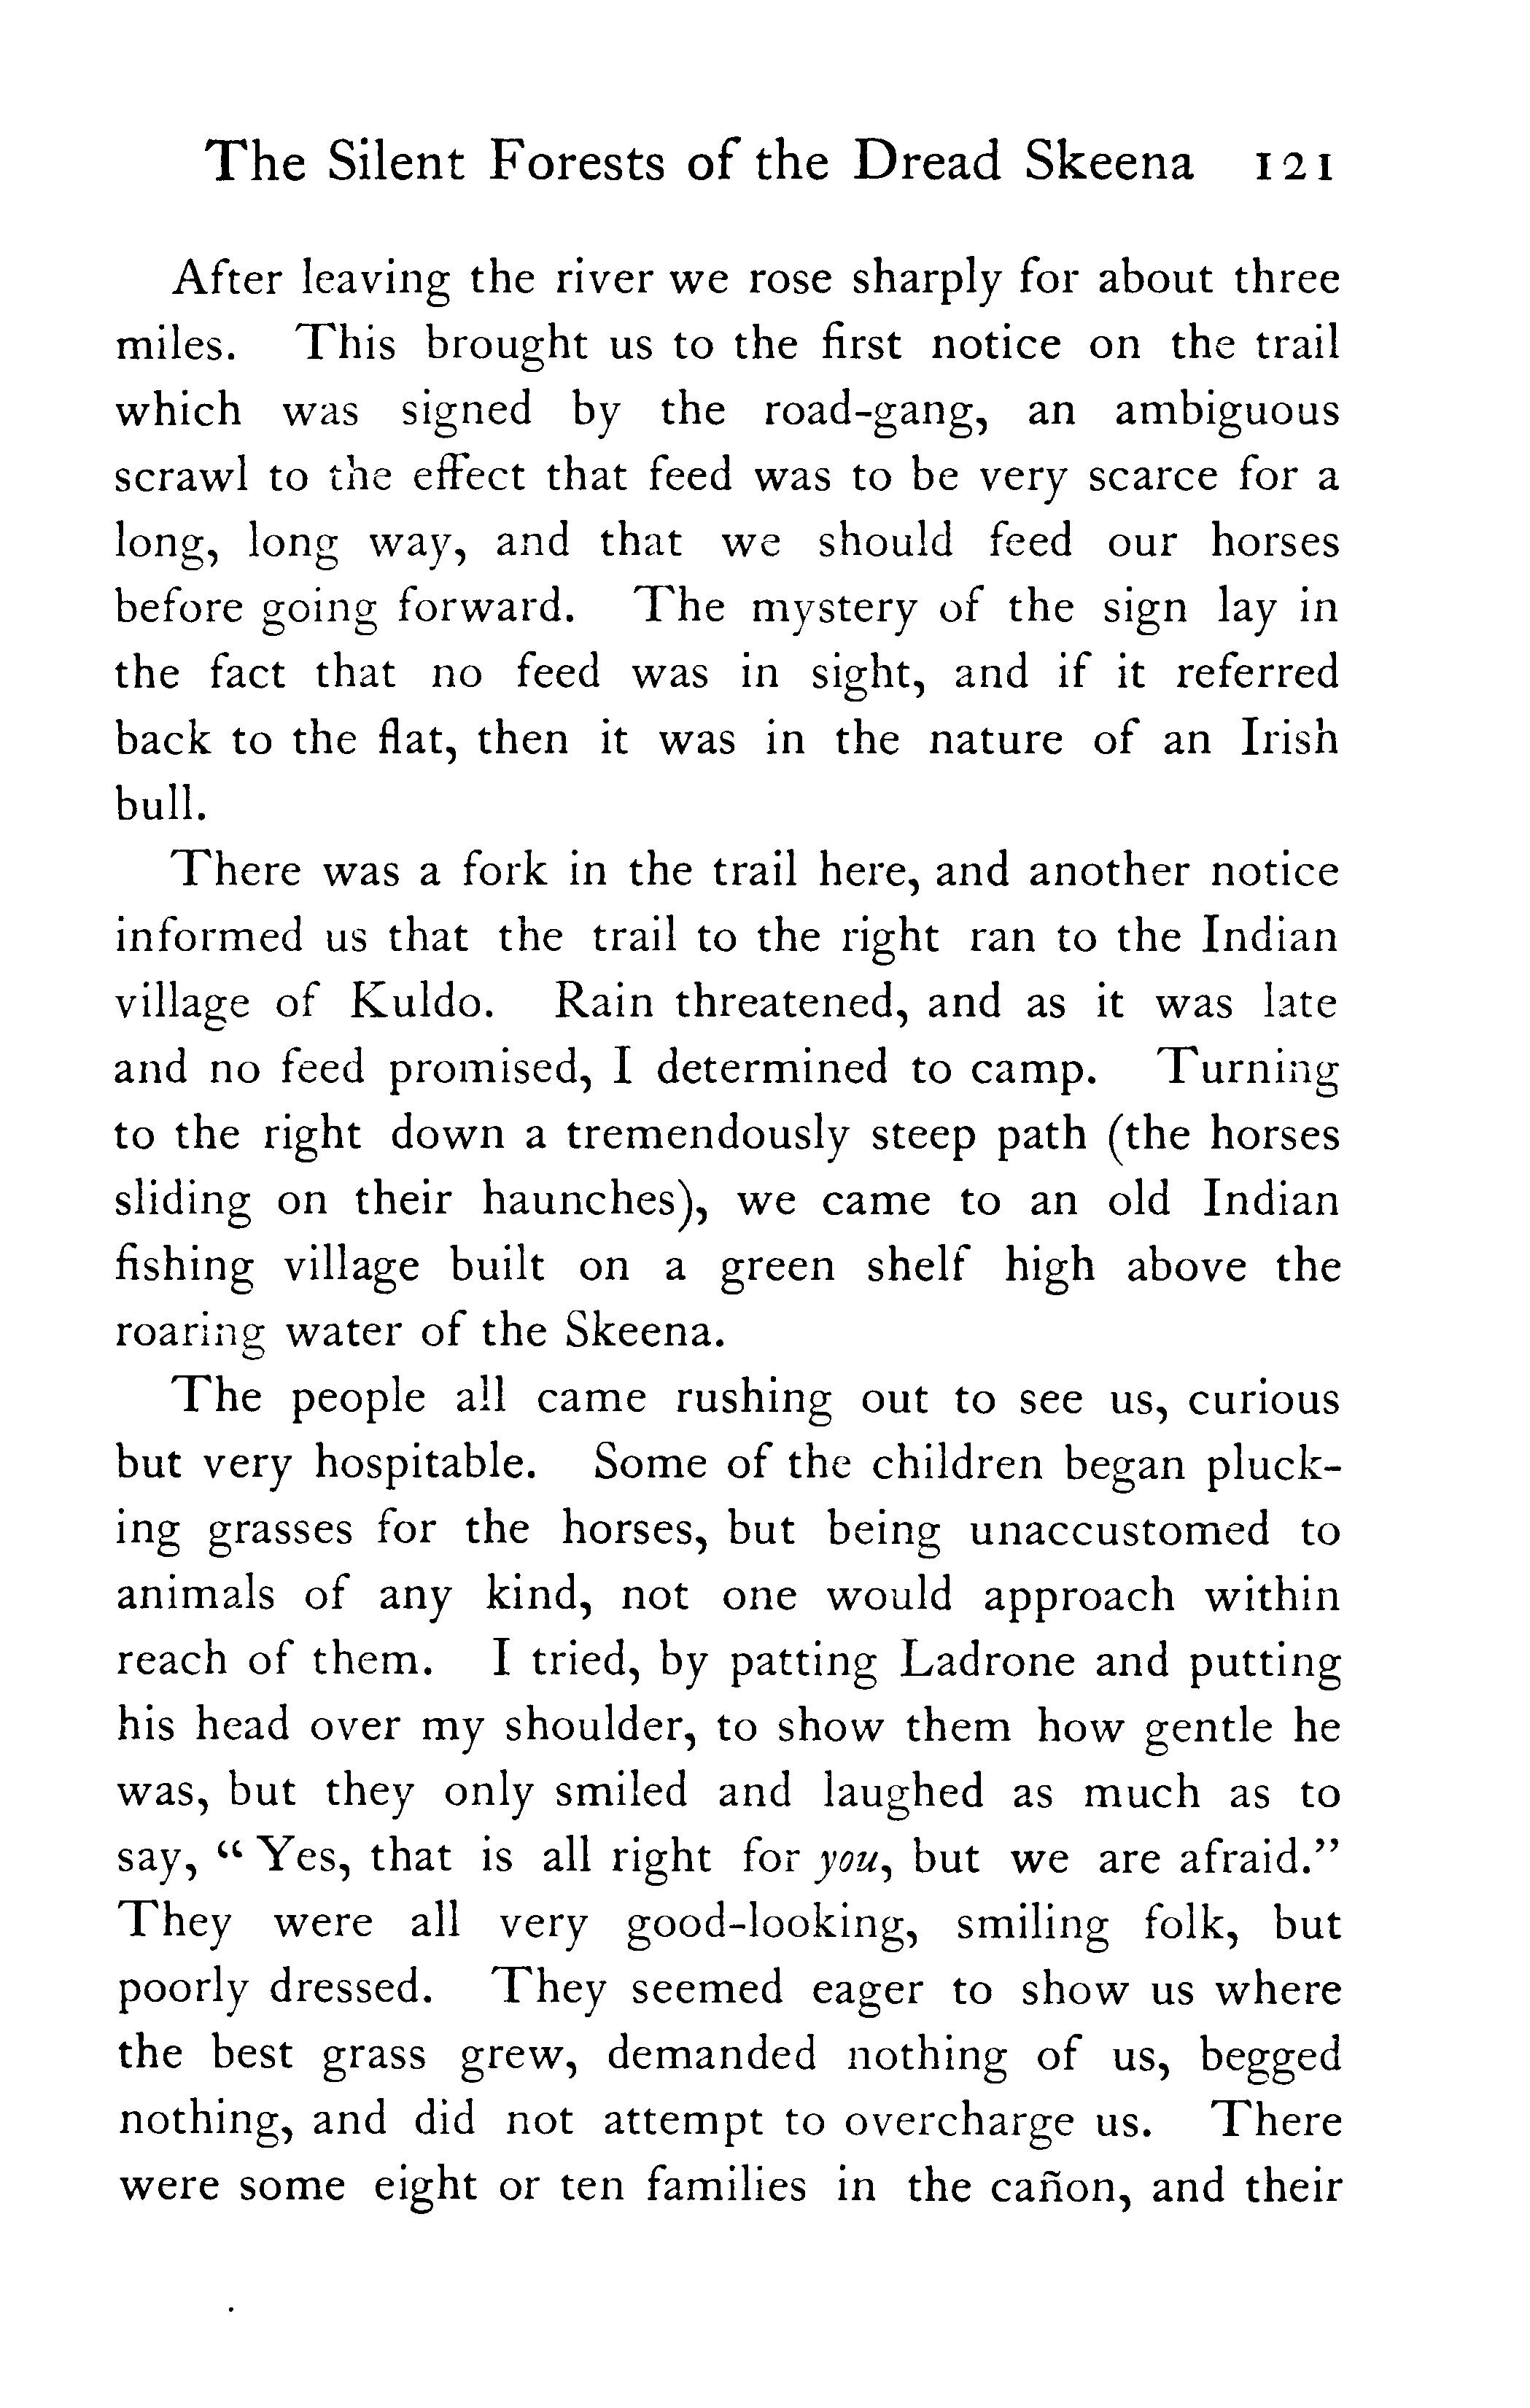 The Silent Forests of the Dread Skeena 121
After leaving the river we rose sharply for about three
miles. This brought us to the first notice on the trail
which was signed by the road-gang, an ambiguous
scrawl to the effect that feed was to be very scarce for a
long, long way, and that we should feed our horses
before going forward. The mystery of the sign lay in
the fact that no feed was in sight, and if it referred
back to the flat, then it was in the nature of an Irish
bull.
There was a fork in the trail here, and another notice
informed us that the trail to the right ran to the Indian
village of Kuldo. Rain threatened, and as it was late
and no feed promised, I determined to camp. Turning
to the right down a tremendously steep path (the horses
sliding on their haunches), we came to an old Indian
fishing village built on a green shelf high above the
roaring water of the Skeena.
The people all came rushing out to see us, curious
but very hospitable. Some of the children began pluck-
ing grasses for the horses, but being unaccustomed to
animals of any kind, not one would approach within
reach of them. I tried, by patting Ladrone and putting
his head over my shoulder, to show them how gentle he
was, but they only smiled and laughed as much as to
say, “Yes, that is all right for you, but we are afraid.”
They were all very good-looking, smiling folk, but
poorly dressed. They seemed eager to show us where
the best grass grew, demanded nothing of us, begged
nothing, and did not attempt to overcharge us. There
were some eight or ten families in the cañon, and their